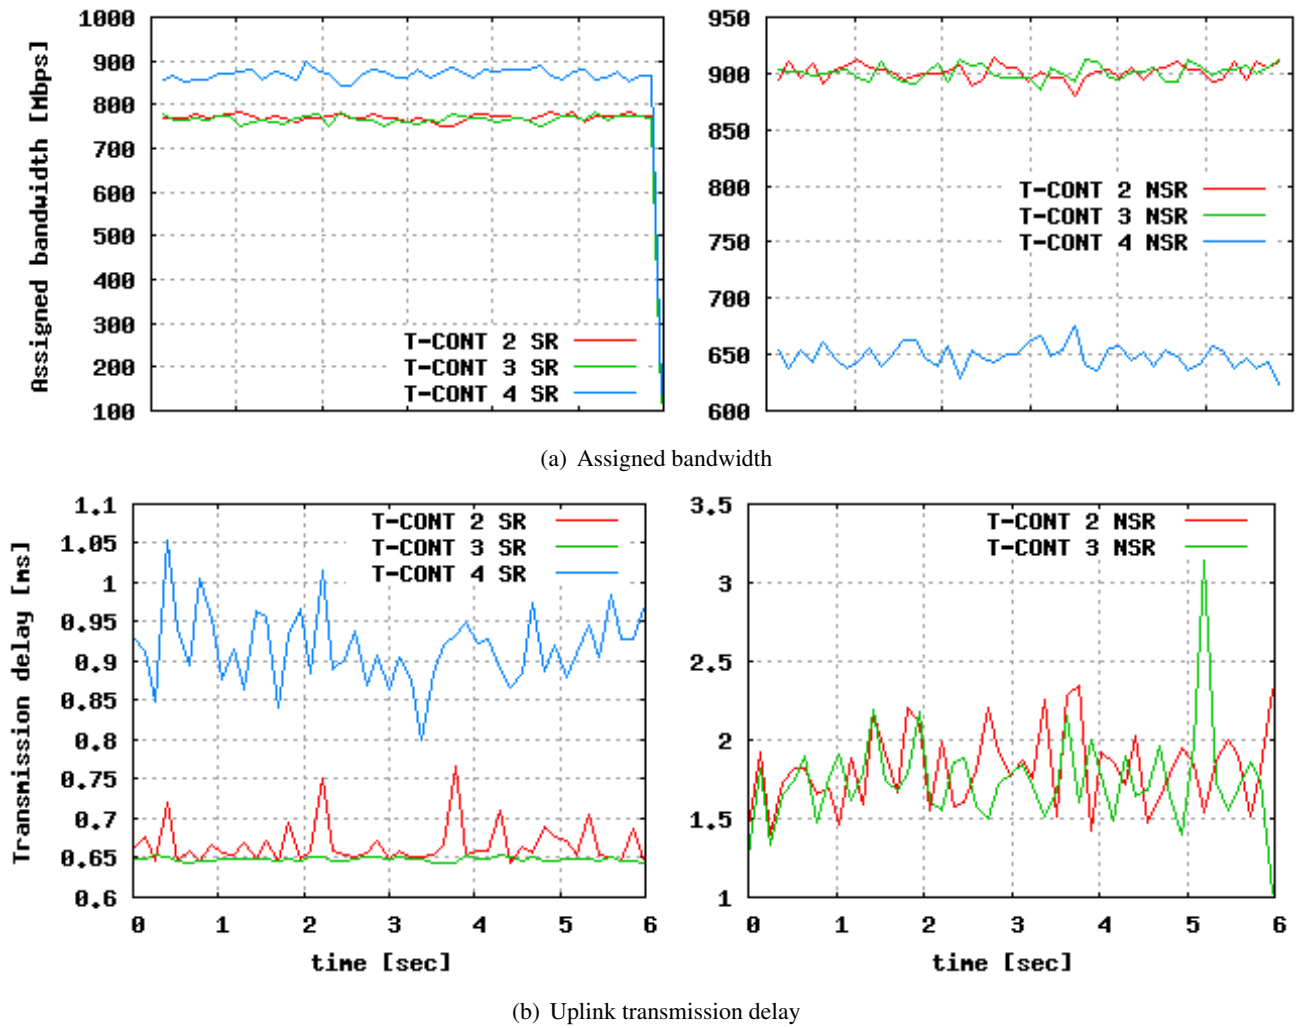 Assigned bandwidth [Mbps]
1000
900
800
700
600
500
400
300
200
100
T-CONT 2 SR
T-CONT 3 SR
T-CONT 4 SR
950
900
850
800
750
700
650
600
T-CONT 2 NSR
T-CONT 3 NSR
T-CONT 4 NSR
(a) Assigned bandwidth
Transmission delay [ms]
1.1
1.05
1
0.95
0.9
0.85
0.8
0.75
0.7
0.65
0.6
T-CONT 2 SR
T-CONT 3 SR
T-CONT 4 SR
0 1 2 3 4 5 6
time [sec]
3.5
3
2.5
2
1.5
1
T-CONT 2 NSR
T-CONT 3 NSR
0 1 2 3 4 5 6
time [sec]
(b) Uplink transmission delay